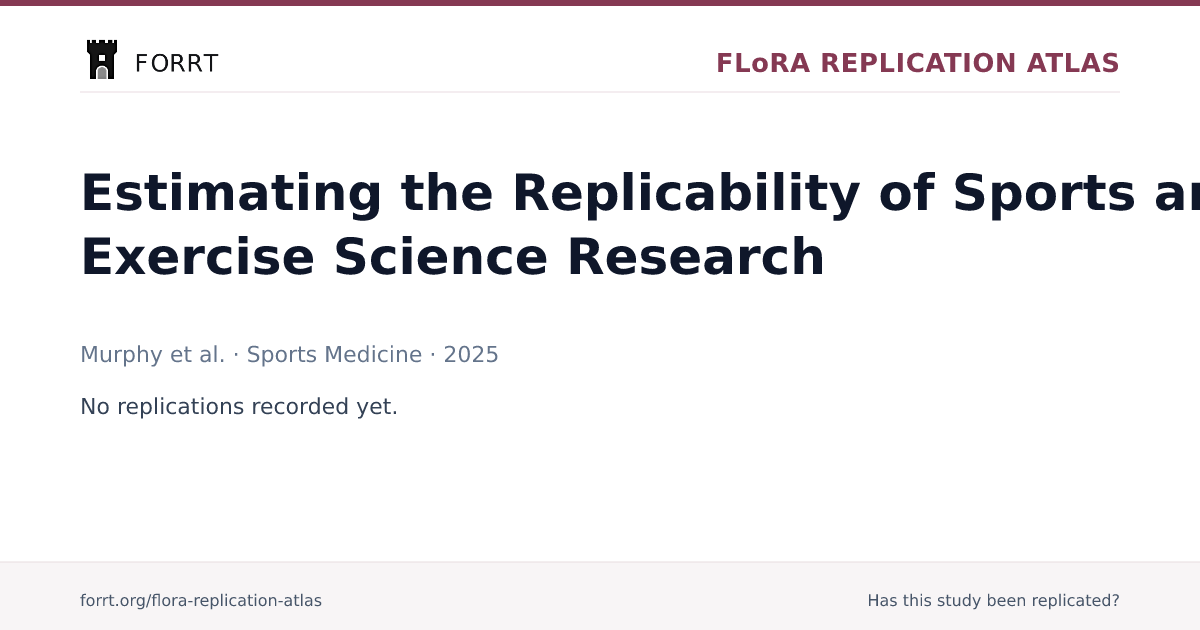 FORRT
FLoRA REPLICATION ATLAS
Estimating the Replicability of Sports
Exercise Science Research
Murphy et al. · Sports Medicine · 2025
No replications recorded yet.
forrt.org/flora-replication-atlas
Has this study been replicated?